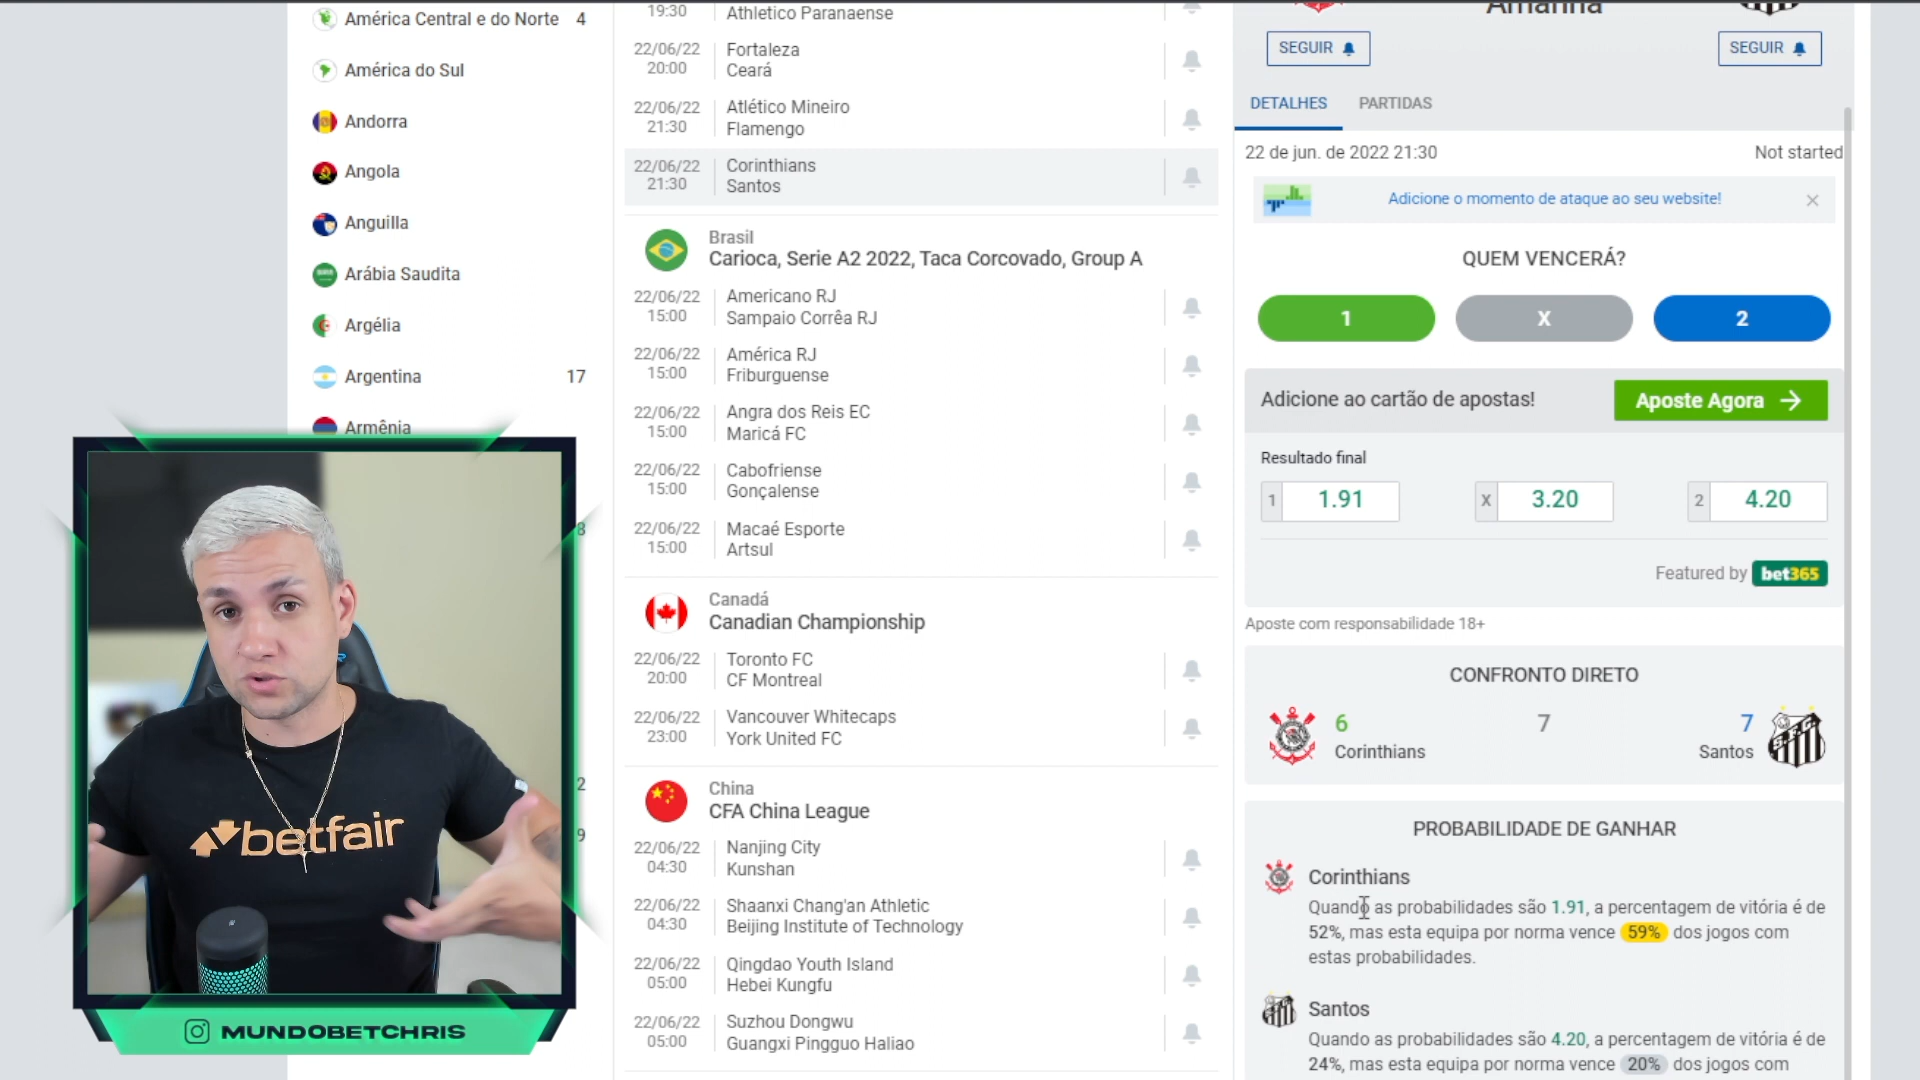 América Central e do Norte 4
América do Sul
Andorra
Angola
Anguilla
Arábia Saudita
Argélia
Argentina 17
Armênia
8
2
9
betfair
MUNDOBETCHRIS
19:30 Athletico Paranaense
22/06/22 Fortaleza
20:00 Ceará
22/06/22 Atlético Mineiro
21:30 Flamengo
22/06/22 Corinthians
21:30 Santos
Brasil
Carioca, Serie A2 2022, Taca Corcovado, Group A
22/06/22 Americano RJ
15:00 Sampaio Corrêa RJ
22/06/22 América RJ
15:00 Friburguense
22/06/22 Angra dos Reis EC
15:00 Maricá FC
22/06/22 Cabofriense
15:00 Gonçalense
22/06/22 Macaé Esporte
15:00 Artsul
Canadá
Canadian Championship
22/06/22 Toronto FC
20:00 CF Montreal
22/06/22 Vancouver Whitecaps
23:00 York United FC
China
CFA China League
22/06/22 Nanjing City
04:30 Kunshan
22/06/22 Shaanxi Chang'an Athletic
04:30 Beijing Institute of Technology
22/06/22 Qingdao Youth Island
05:00 Hebei Kungfu
22/06/22 Suzhou Dongwu
05:00 Guangxi Pingguo Haliao
Amanhã
SEGUIR SEGUIR
DETALHES PARTIDAS
22 de jun. de 2022 21:30 Not started
Adicione o momento de ataque ao seu website!
QUEM VENCERÁ?
1 X 2
Adicione ao cartão de apostas! Aposte Agora
Resultado final
1 1.91 X 3.20 2 4.20
Featured by bet365
Aposte com responsabilidade 18+
CONFRONTO DIRETO
6 7 7
Corinthians Santos
PROBABILIDADE DE GANHAR
Corinthians
Quando as probabilidades são 1.91, a percentagem de vitória é de
52%, mas esta equipa por norma vence 59% dos jogos com
estas probabilidades.
Santos
Quando as probabilidades são 4.20, a percentagem de vitória é de
24%, mas esta equipa por norma vence 20% dos jogos com